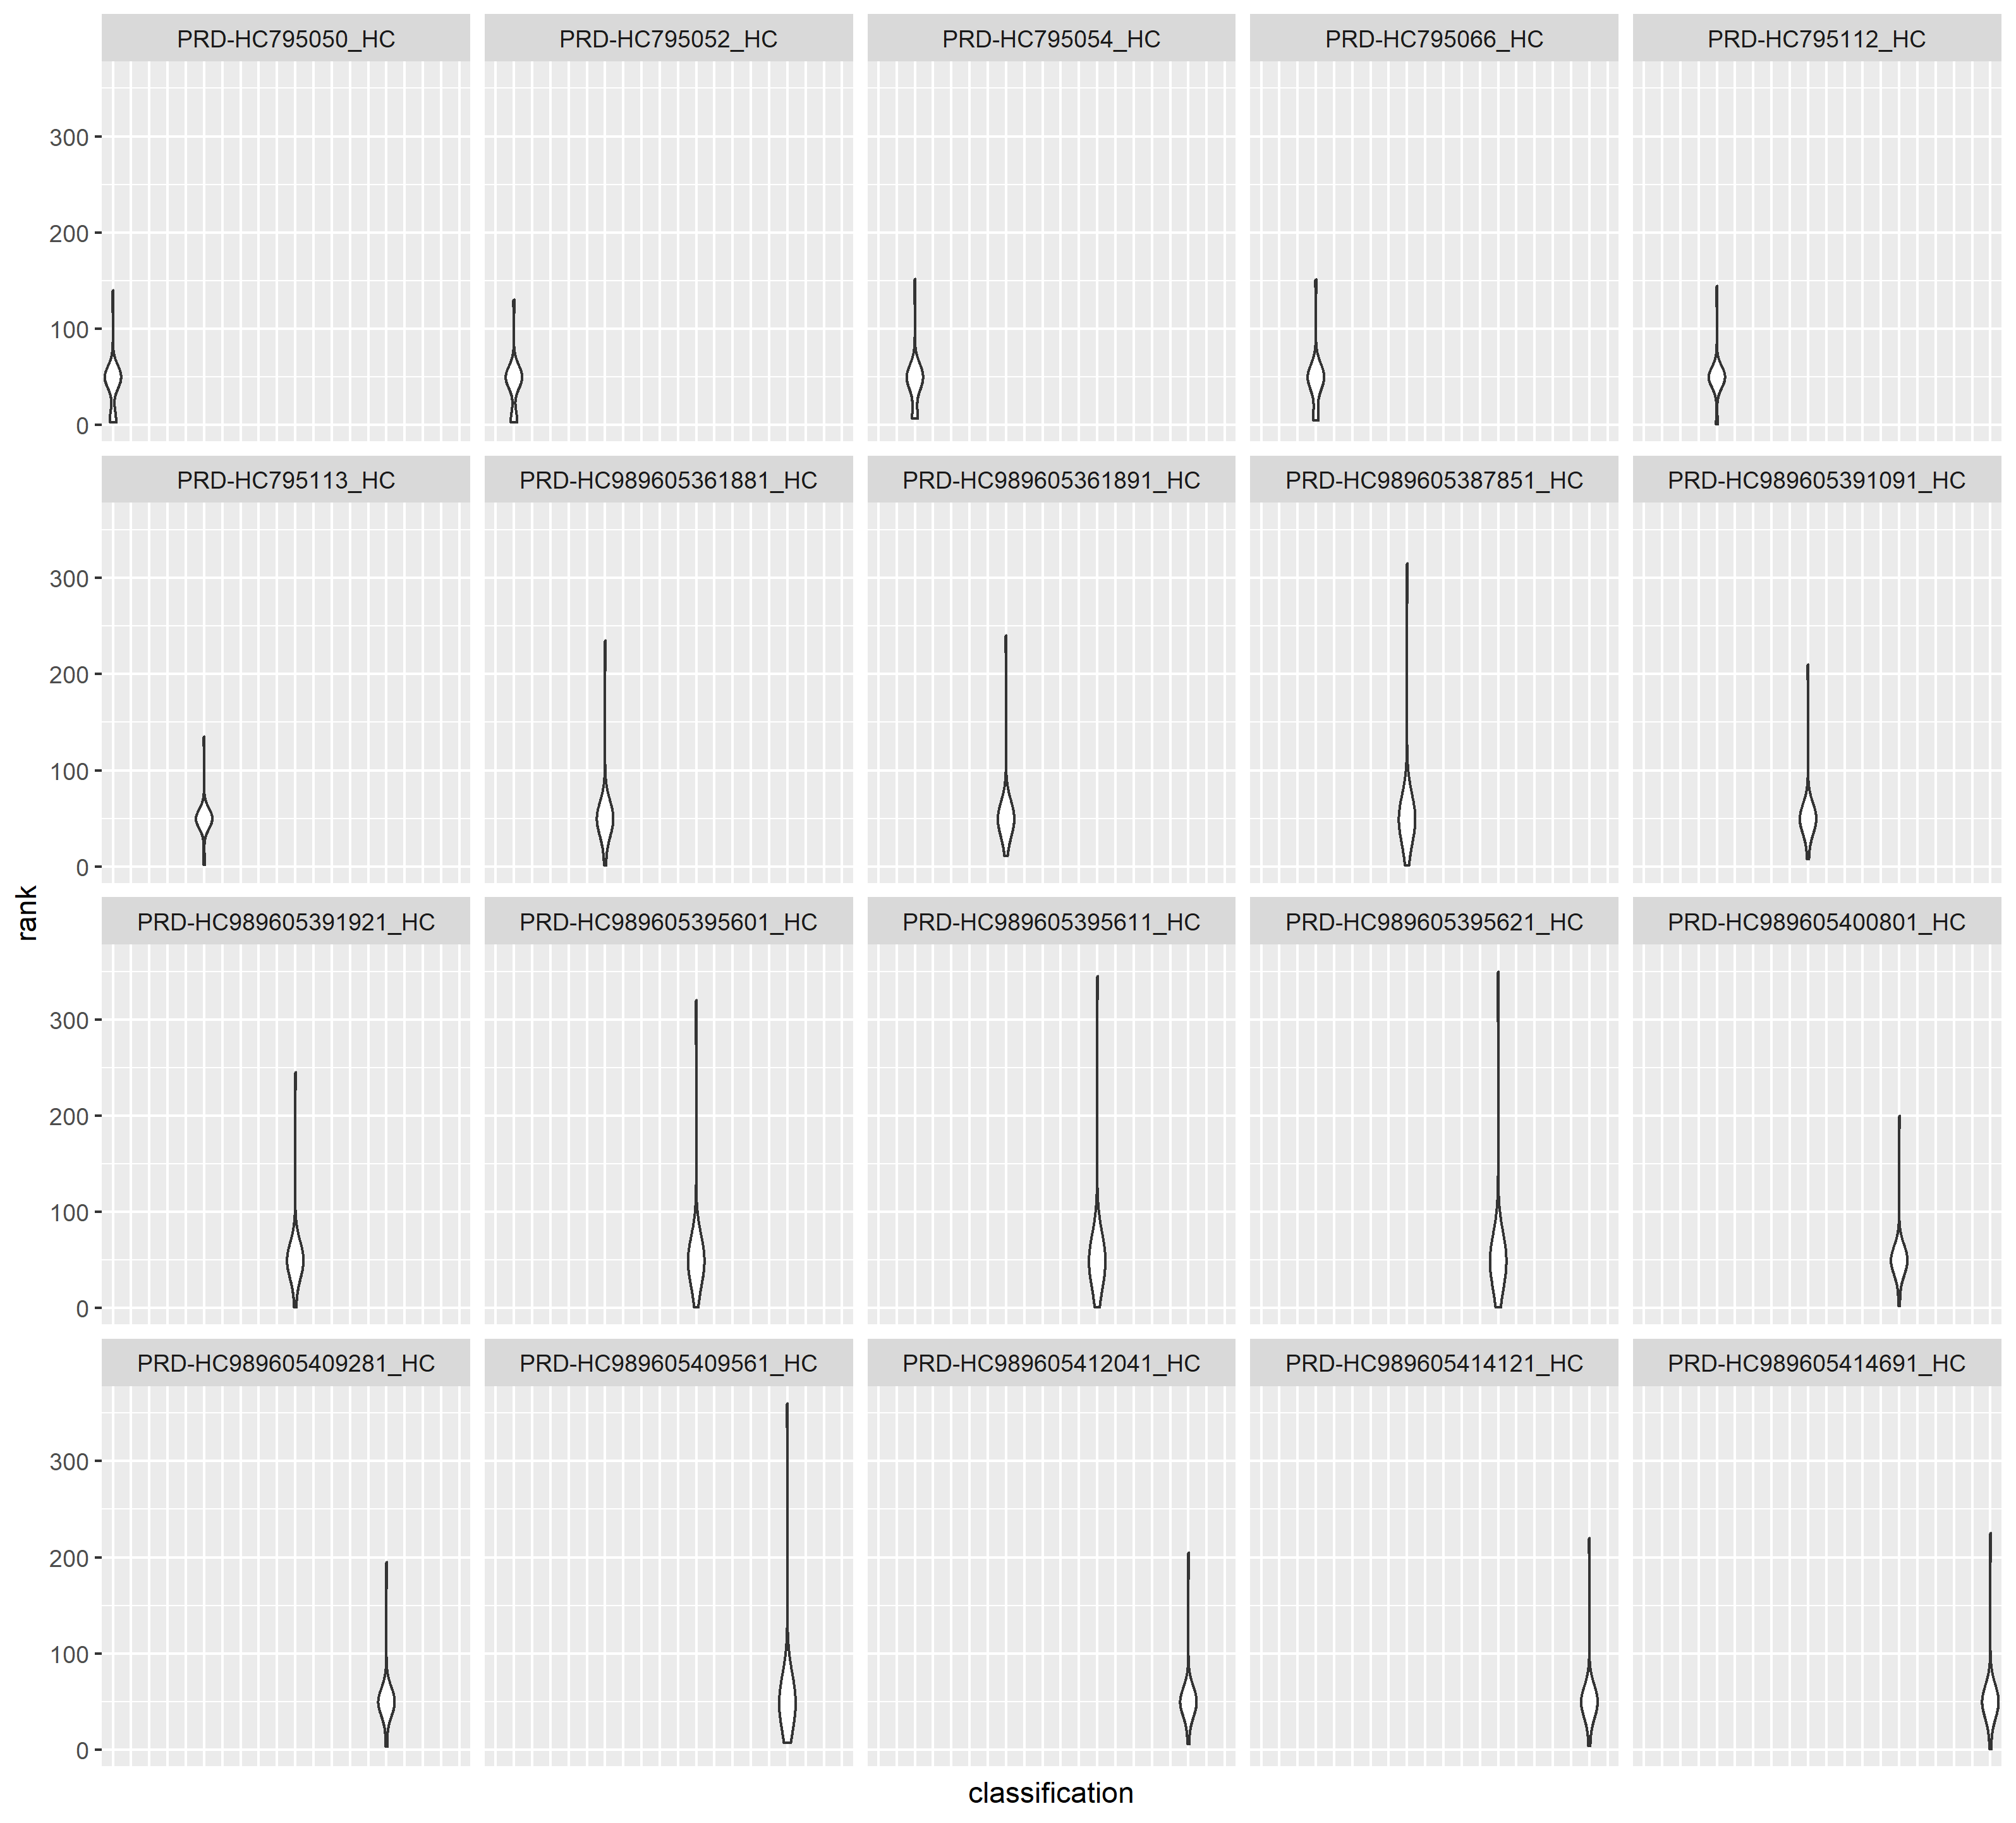 PRD-HC795050_HC PRD-HC795052_HC PRD-HC795054_HC PRD-HC795066_HC PRD-HC795112_HC
300
200
100
0
PRD-HC795113_HC PRD-HC989605361881_HC PRD-HC989605361891_HC PRD-HC989605387851_HC PRD-HC989605391091_HC
300
200
100
0
rank
PRD-HC989605391921_HC PRD-HC989605395601_HC PRD-HC989605395611_HC PRD-HC989605395621_HC PRD-HC989605400801_HC
300
200
100
0
PRD-HC989605409281_HC PRD-HC989605409561_HC PRD-HC989605412041_HC PRD-HC989605414121_HC PRD-HC989605414691_HC
300
200
100
0
classification